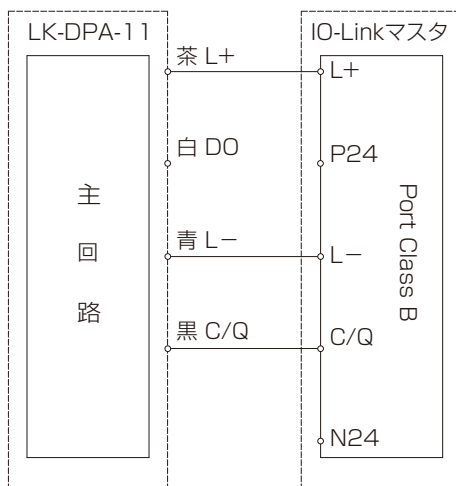 LK-DPA-11
IO-Linkマスタ
茶 L+
L+
白 DO
P24
主回路
Port Class B
青 L−
L−
黒 C/Q
C/Q
N24